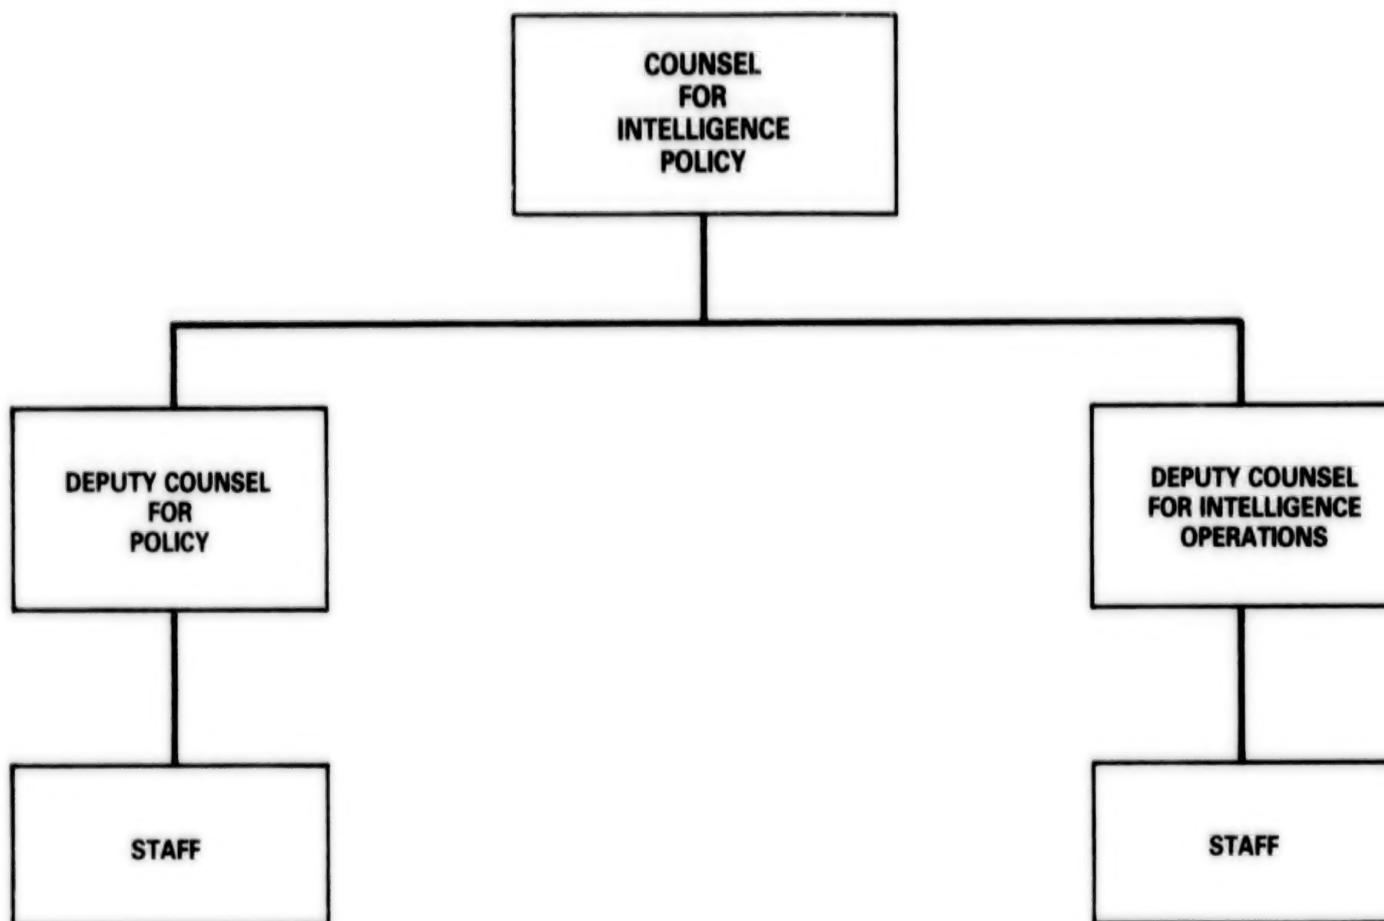 COUNSEL
FOR
INTELLIGENCE
POLICY
DEPUTY COUNSEL
FOR
POLICY
DEPUTY COUNSEL
FOR INTELLIGENCE
OPERATIONS
STAFF
STAFF